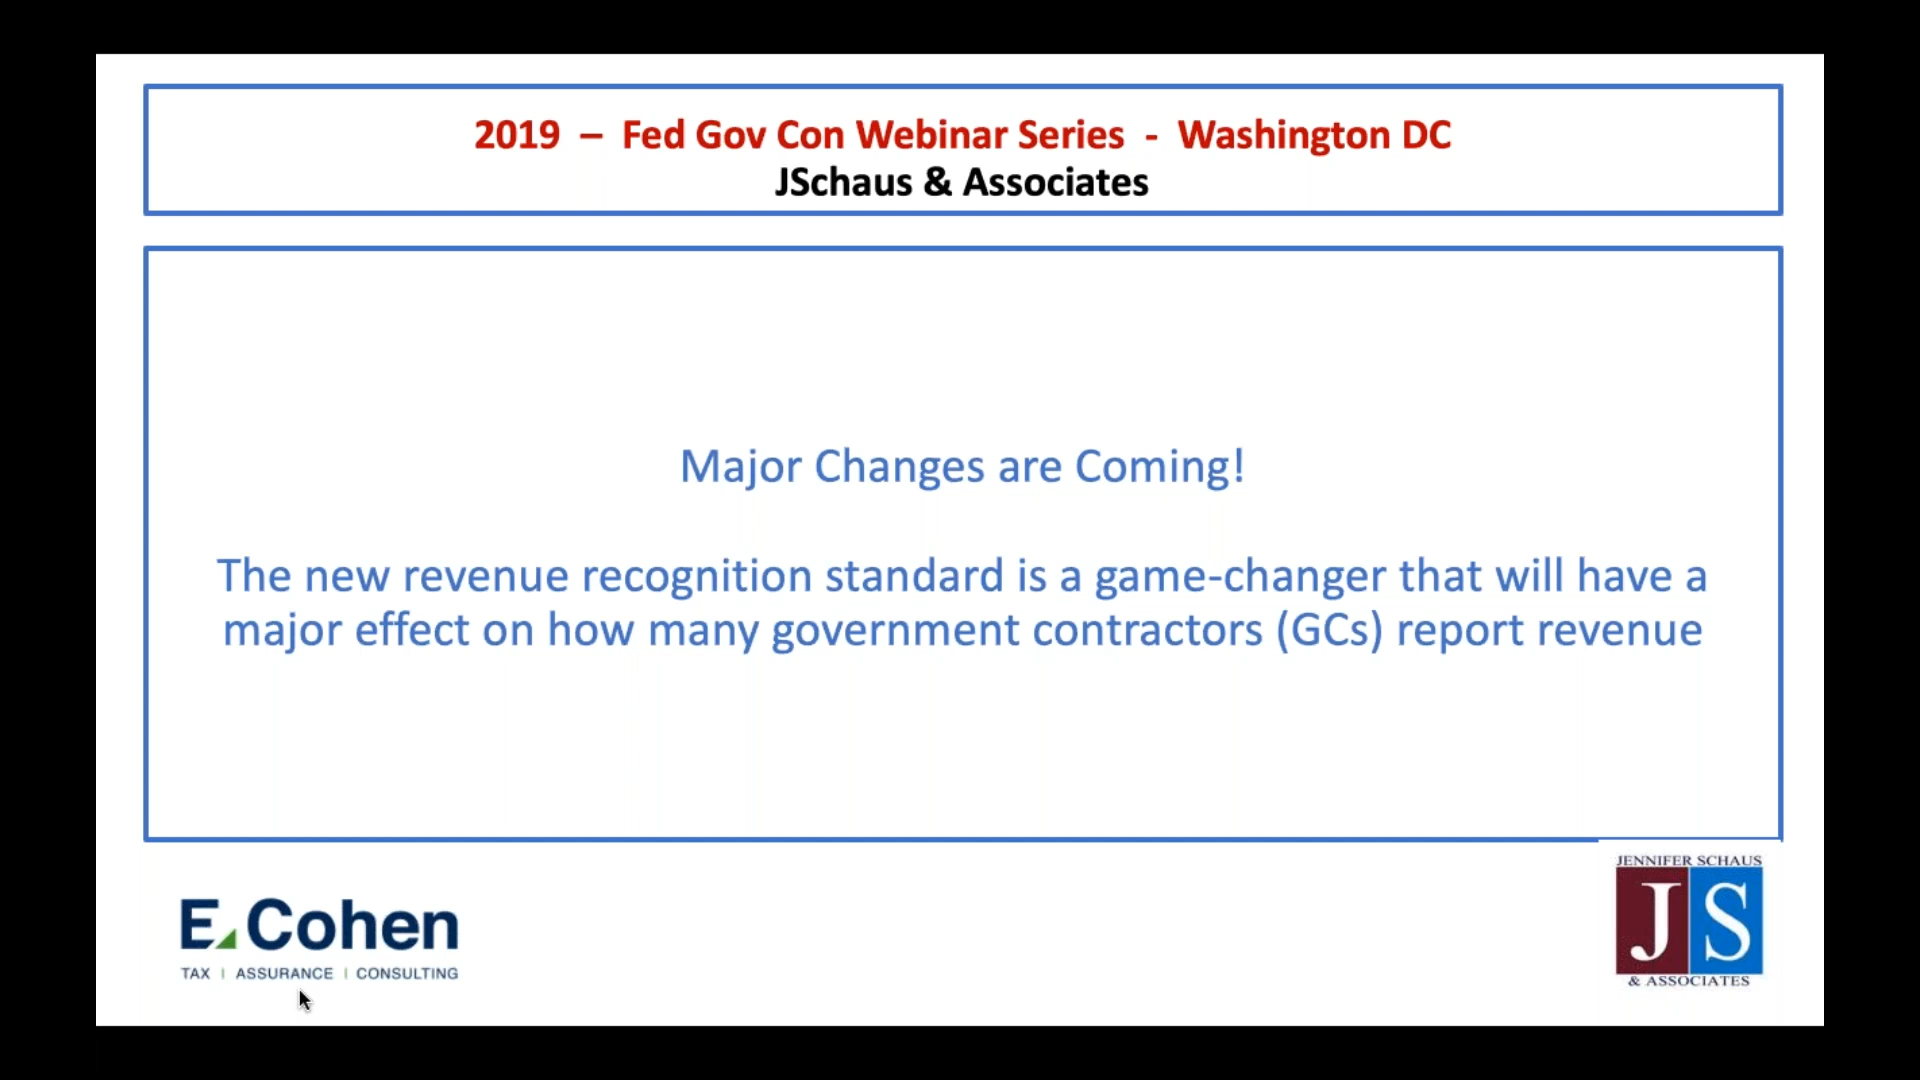 2019 – Fed Gov Con Webinar Series - Washington DC
JSchaus & Associates
Major Changes are Coming!
The new revenue recognition standard is a game-changer that will have a
major effect on how many government contractors (GCs) report revenue
E.Cohen
TAX | ASSURANCE | CONSULTING
JENNIFER SCHAUS
JS
& ASSOCIATES